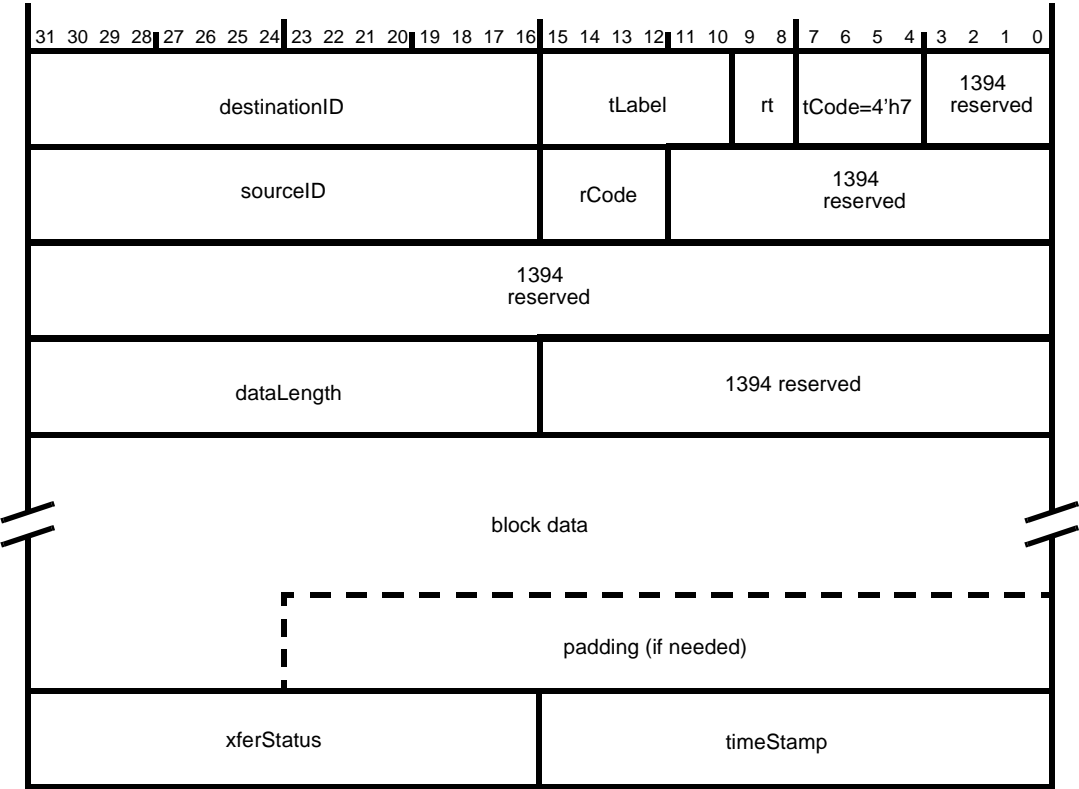 31 30 29 28 27 26 25 24 23 22 21 20 19 18 17 16 15 14 13 12 11 10 9 8 7 6 5 4 3 2 1 0
destinationID
tLabel
rt
tCode=4’h7
1394
reserved
sourceID
rCode
1394
reserved
1394
reserved
dataLength
1394 reserved
block data
padding (if needed)
xferStatus
timeStamp